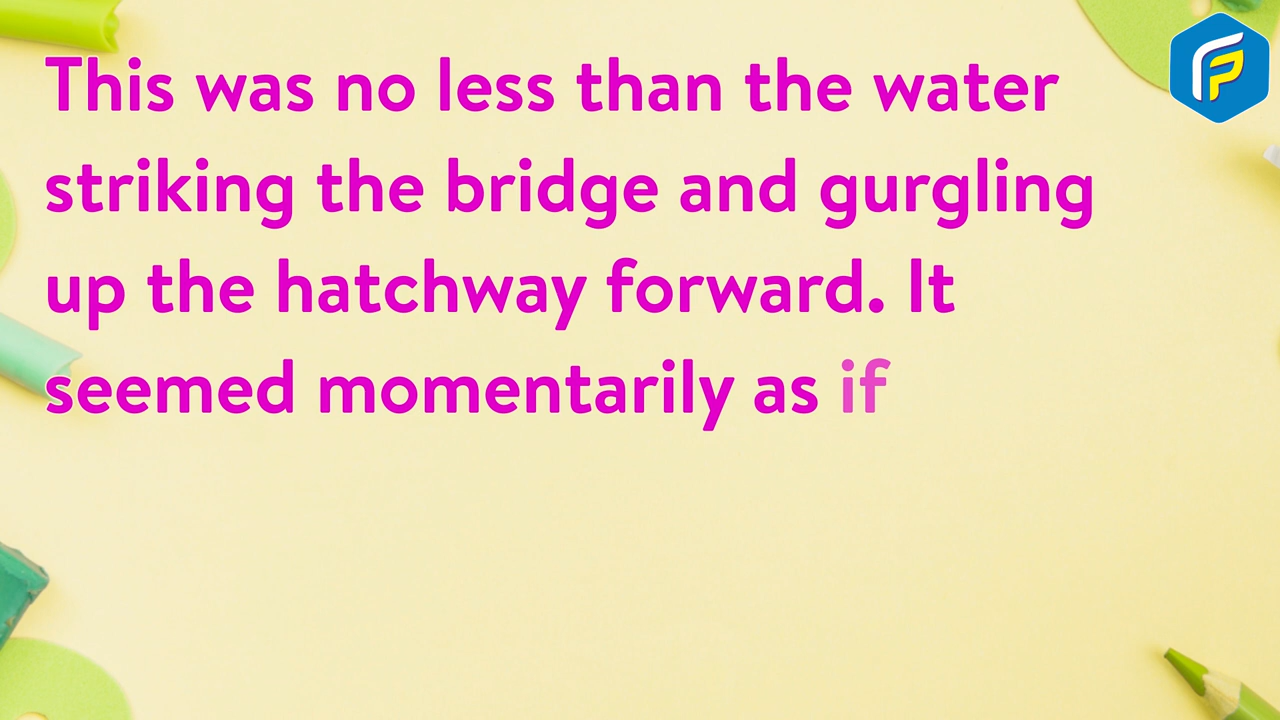 This was no less than the water
striking the bridge and gurgling
up the hatchway forward. It
seemed momentarily as if